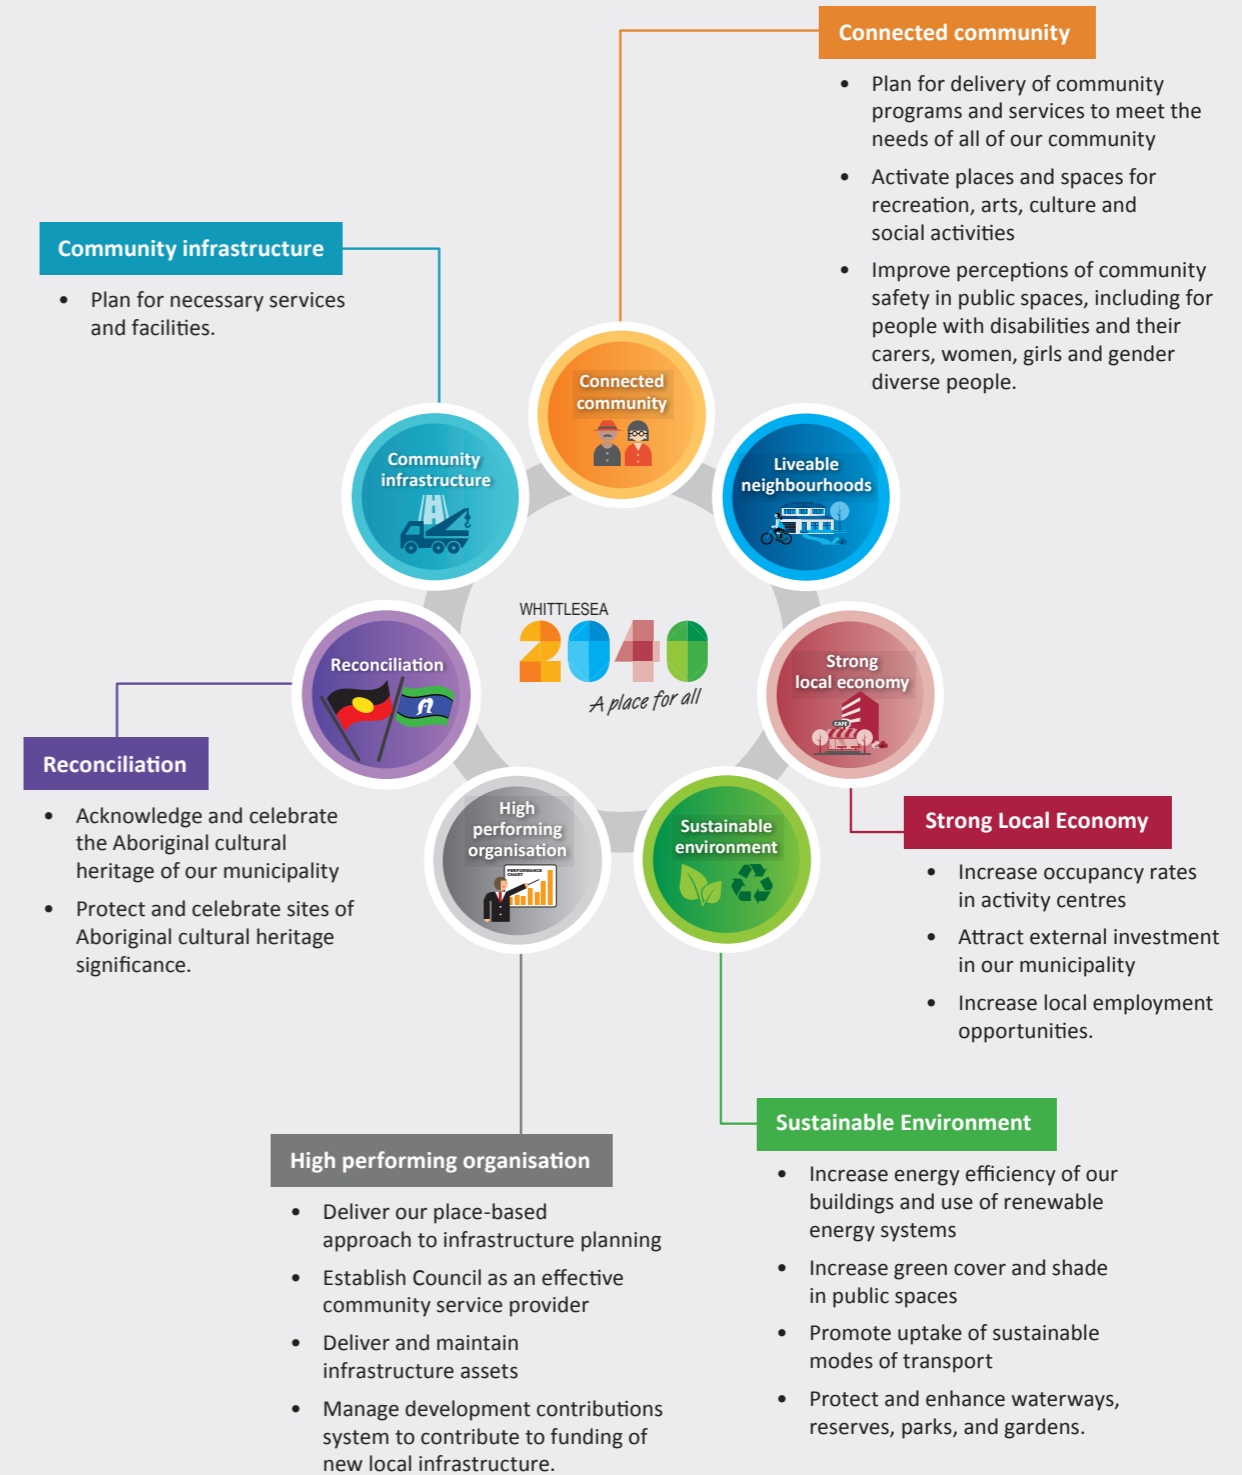 Connected community
• Plan for delivery of community
programs and services to meet the
needs of all of our community
• Activate places and spaces for
recreation, arts, culture and
social activities
• Improve perceptions of community
safety in public spaces, including for
people with disabilities and their
carers, women, girls and gender
diverse people.
Community infrastructure
• Plan for necessary services
and facilities.
Connected
community
Community
infrastructure
Liveable
neighbourhoods
WHITTLESEA
2040
A place for all
Reconciliation
Strong
local economy
CAFE
High
performing
organisation
PERFORMANCE
CHART
Sustainable
environment
Reconciliation
• Acknowledge and celebrate
the Aboriginal cultural
heritage of our municipality
• Protect and celebrate sites of
Aboriginal cultural heritage
significance.
Strong Local Economy
• Increase occupancy rates
in activity centres
• Attract external investment
in our municipality
• Increase local employment
opportunities.
High performing organisation
• Deliver our place-based
approach to infrastructure planning
• Establish Council as an effective
community service provider
• Deliver and maintain
infrastructure assets
• Manage development contributions
system to contribute to funding of
new local infrastructure.
Sustainable Environment
• Increase energy efficiency of our
buildings and use of renewable
energy systems
• Increase green cover and shade
in public spaces
• Promote uptake of sustainable
modes of transport
• Protect and enhance waterways,
reserves, parks, and gardens.